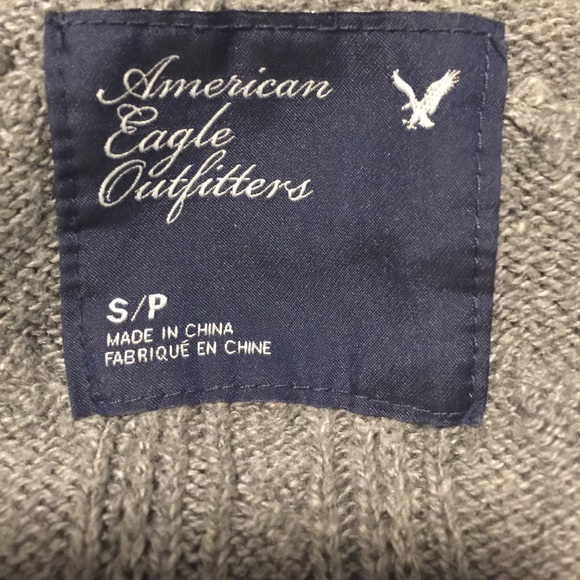 American
Eagle
Outfitters
S/P
MADE IN CHINA
FABRIQUÉ EN CHINE